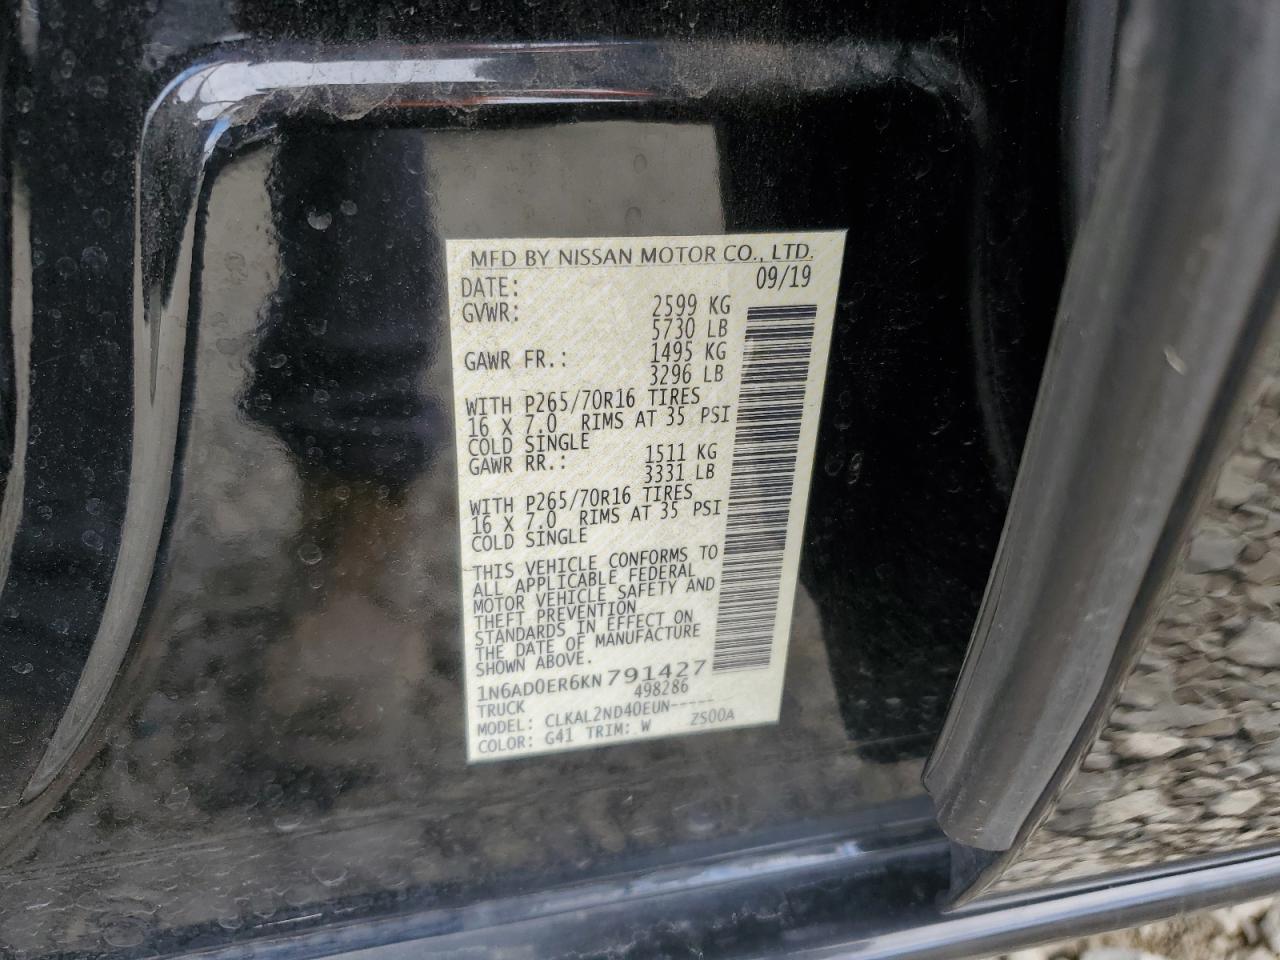 MFD BY NISSAN MOTOR CO., LTD.
DATE: 09/19
GVWR: 2599 KG
5730 LB
GAWR FR.: 1495 KG
3296 LB
WITH P265/70R16 TIRES
16 X 7.0 RIMS AT 35 PSI
COLD SINGLE
GAWR RR.: 1511 KG
3331 LB
WITH P265/70R16 TIRES
16 X 7.0 RIMS AT 35 PSI
COLD SINGLE
THIS VEHICLE CONFORMS TO
ALL APPLICABLE FEDERAL
MOTOR VEHICLE SAFETY AND
THEFT PREVENTION
STANDARDS IN EFFECT ON
THE DATE OF MANUFACTURE
SHOWN ABOVE.
1N6AD0ER6KN791427
TRUCK 498286
MODEL: CLKAL2ND40EUN-----
COLOR: G41 TRIM: W ZS00A